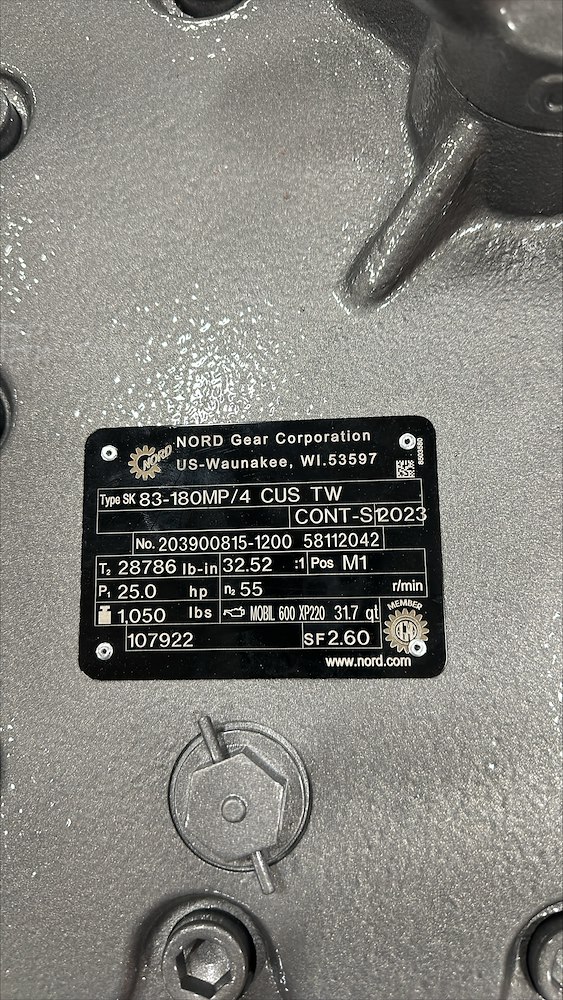 NORD
NORD Gear Corporation
US-Waunakee, WI.53597
Type SK 83-180MP/4 CUS TW
CONT-S1 2023
No. 203900815-1200 58112042
T₂ 28786 lb-in 32.52 :1 Pos M1
P₁ 25.0 hp n₂ 55 r/min
1,050 lbs MOBIL 600 XP220 31.7 qt
MEMBER
107922 SF 2.60
www.nord.com